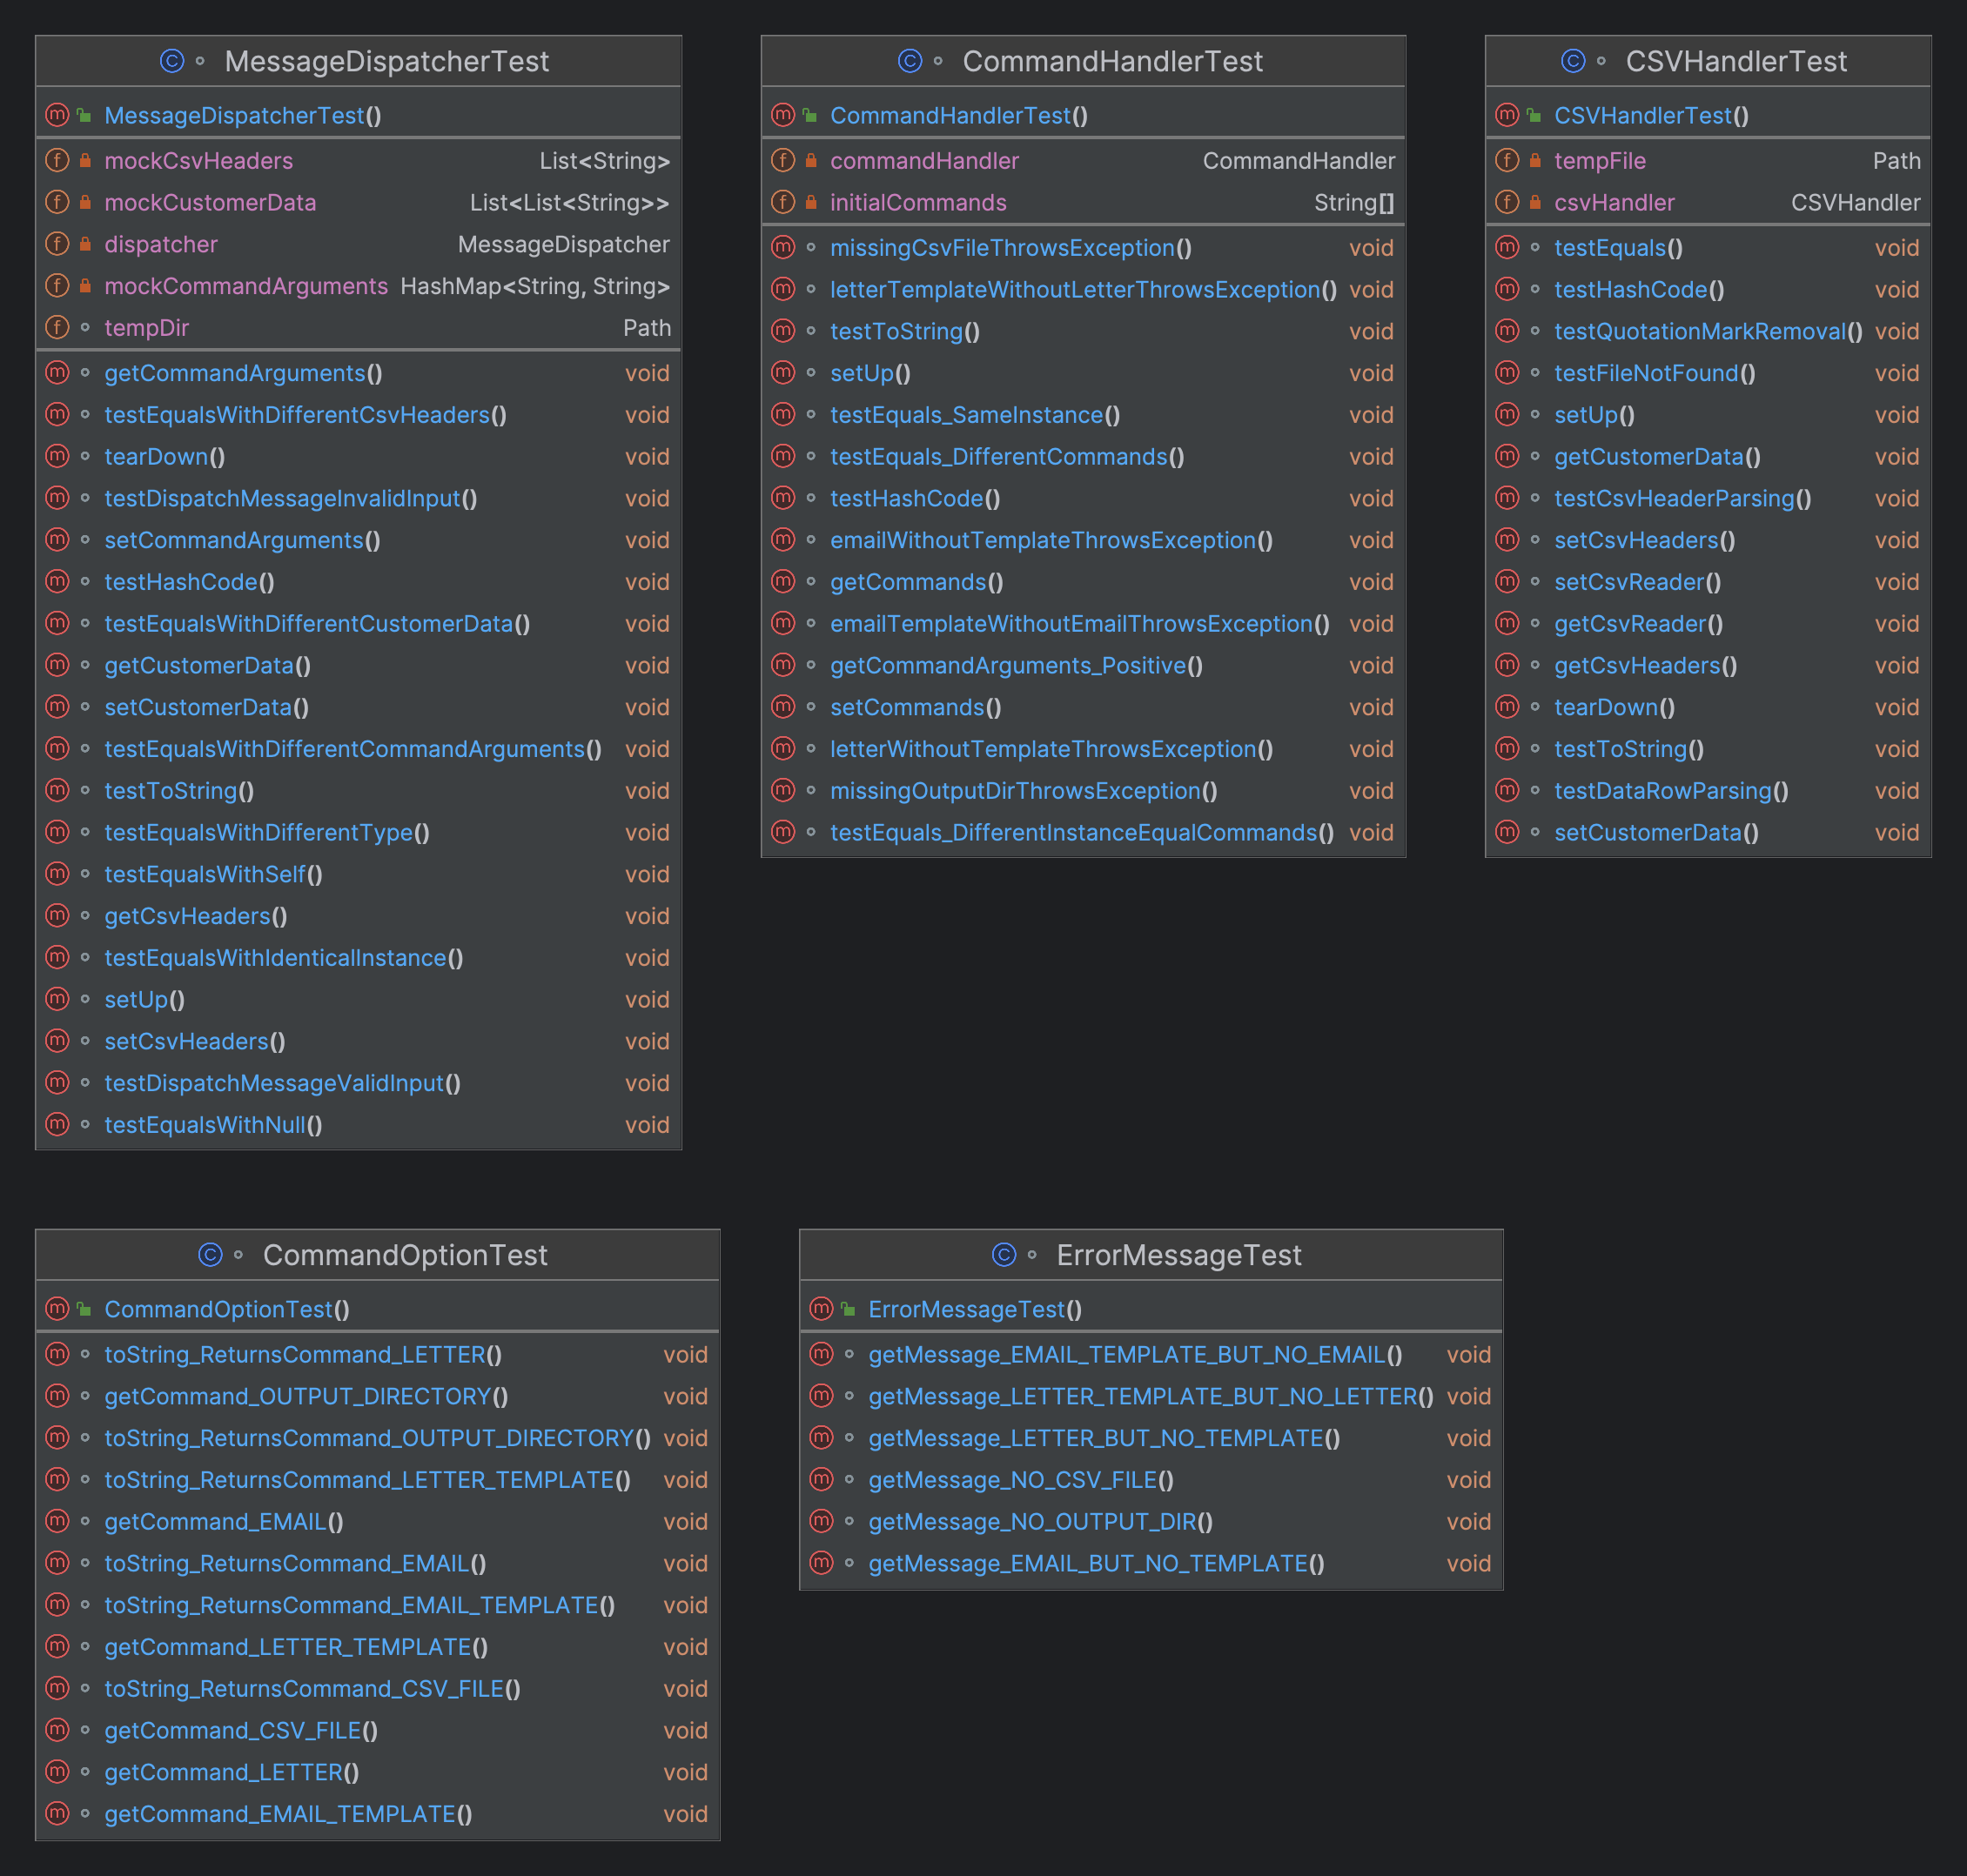 MessageDispatcherTest
MessageDispatcherTest()
mockCsvHeaders List<String>
mockCustomerData List<List<String>>
dispatcher MessageDispatcher
mockCommandArguments HashMap<String, String>
tempDir Path
getCommandArguments() void
testEqualsWithDifferentCsvHeaders() void
tearDown() void
testDispatchMessageInvalidInput() void
setCommandArguments() void
testHashCode() void
testEqualsWithDifferentCustomerData() void
getCustomerData() void
setCustomerData() void
testEqualsWithDifferentCommandArguments() void
testToString() void
testEqualsWithDifferentType() void
testEqualsWithSelf() void
getCsvHeaders() void
testEqualsWithIdenticalInstance() void
setUp() void
setCsvHeaders() void
testDispatchMessageValidInput() void
testEqualsWithNull() void
CommandHandlerTest
CommandHandlerTest()
commandHandler CommandHandler
initialCommands String[]
missingCsvFileThrowsException() void
letterTemplateWithoutLetterThrowsException() void
testToString() void
setUp() void
testEquals_SameInstance() void
testEquals_DifferentCommands() void
testHashCode() void
emailWithoutTemplateThrowsException() void
getCommands() void
emailTemplateWithoutEmailThrowsException() void
getCommandArguments_Positive() void
setCommands() void
letterWithoutTemplateThrowsException() void
missingOutputDirThrowsException() void
testEquals_DifferentInstanceEqualCommands() void
CSVHandlerTest
CSVHandlerTest()
tempFile Path
csvHandler CSVHandler
testEquals() void
testHashCode() void
testQuotationMarkRemoval() void
testFileNotFound() void
setUp() void
getCustomerData() void
testCsvHeaderParsing() void
setCsvHeaders() void
setCsvReader() void
getCsvReader() void
getCsvHeaders() void
tearDown() void
testToString() void
testDataRowParsing() void
setCustomerData() void
CommandOptionTest
CommandOptionTest()
toString_ReturnsCommand_LETTER() void
getCommand_OUTPUT_DIRECTORY() void
toString_ReturnsCommand_OUTPUT_DIRECTORY() void
toString_ReturnsCommand_LETTER_TEMPLATE() void
getCommand_EMAIL() void
toString_ReturnsCommand_EMAIL() void
toString_ReturnsCommand_EMAIL_TEMPLATE() void
getCommand_LETTER_TEMPLATE() void
toString_ReturnsCommand_CSV_FILE() void
getCommand_CSV_FILE() void
getCommand_LETTER() void
getCommand_EMAIL_TEMPLATE() void
ErrorMessageTest
ErrorMessageTest()
getMessage_EMAIL_TEMPLATE_BUT_NO_EMAIL() void
getMessage_LETTER_TEMPLATE_BUT_NO_LETTER() void
getMessage_LETTER_BUT_NO_TEMPLATE() void
getMessage_NO_CSV_FILE() void
getMessage_NO_OUTPUT_DIR() void
getMessage_EMAIL_BUT_NO_TEMPLATE() void